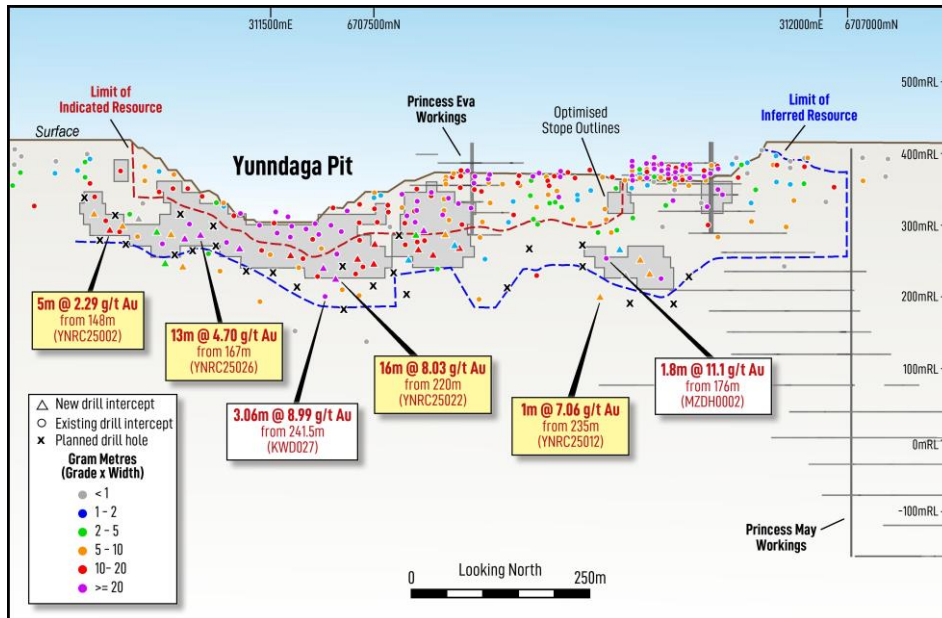 311500mE
6707500mN
312000mE
6707000mN
500mRL
Limit of
Indicated Resource
Princess Eva
Workings
Optimised
Stope Outlines
Limit of
Inferred Resource
Surface
Yunndaga Pit
400mRL
300mRL
200mRL
100mRL
0mRL
-100mRL
5m @ 2.29 g/t Au
from 148m
(YNRC25002)
13m @ 4.70 g/t Au
from 167m
(YNRC25026)
3.06m @ 8.99 g/t Au
from 241.5m
(KWD027)
16m @ 8.03 g/t Au
from 220m
(YNRC25022)
1m @ 7.06 g/t Au
from 235m
(YNRC25012)
1.8m @ 11.1 g/t Au
from 176m
(MZDH0002)
New drill intercept
Existing drill intercept
x Planned drill hole
Gram Metres
(Grade x Width)
< 1
1 - 2
2 - 5
5 - 10
10- 20
>= 20
Princess May
Workings
Looking North
0
250m